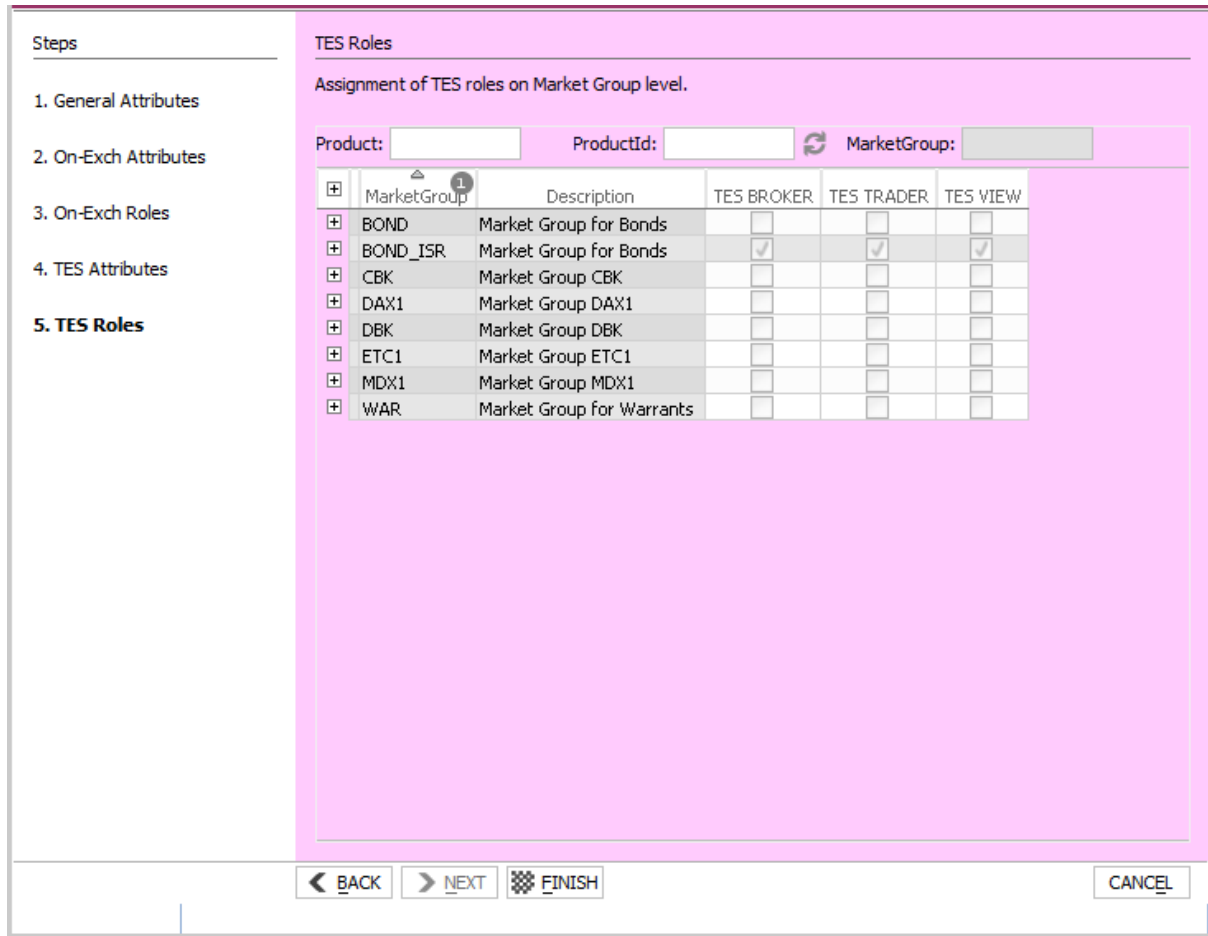 Steps
1. General Attributes
2. On-Exch Attributes
3. On-Exch Roles
4. TES Attributes
5. TES Roles
TES Roles
Assignment of TES roles on Market Group level.
Product: ProductId: MarketGroup:
MarketGroup 1 Description TES BROKER TES TRADER TES VIEW
BOND Market Group for Bonds
BOND_ISR Market Group for Bonds
CBK Market Group CBK
DAX1 Market Group DAX1
DBK Market Group DBK
ETC1 Market Group ETC1
MDX1 Market Group MDX1
WAR Market Group for Warrants
BACK NEXT FINISH CANCEL